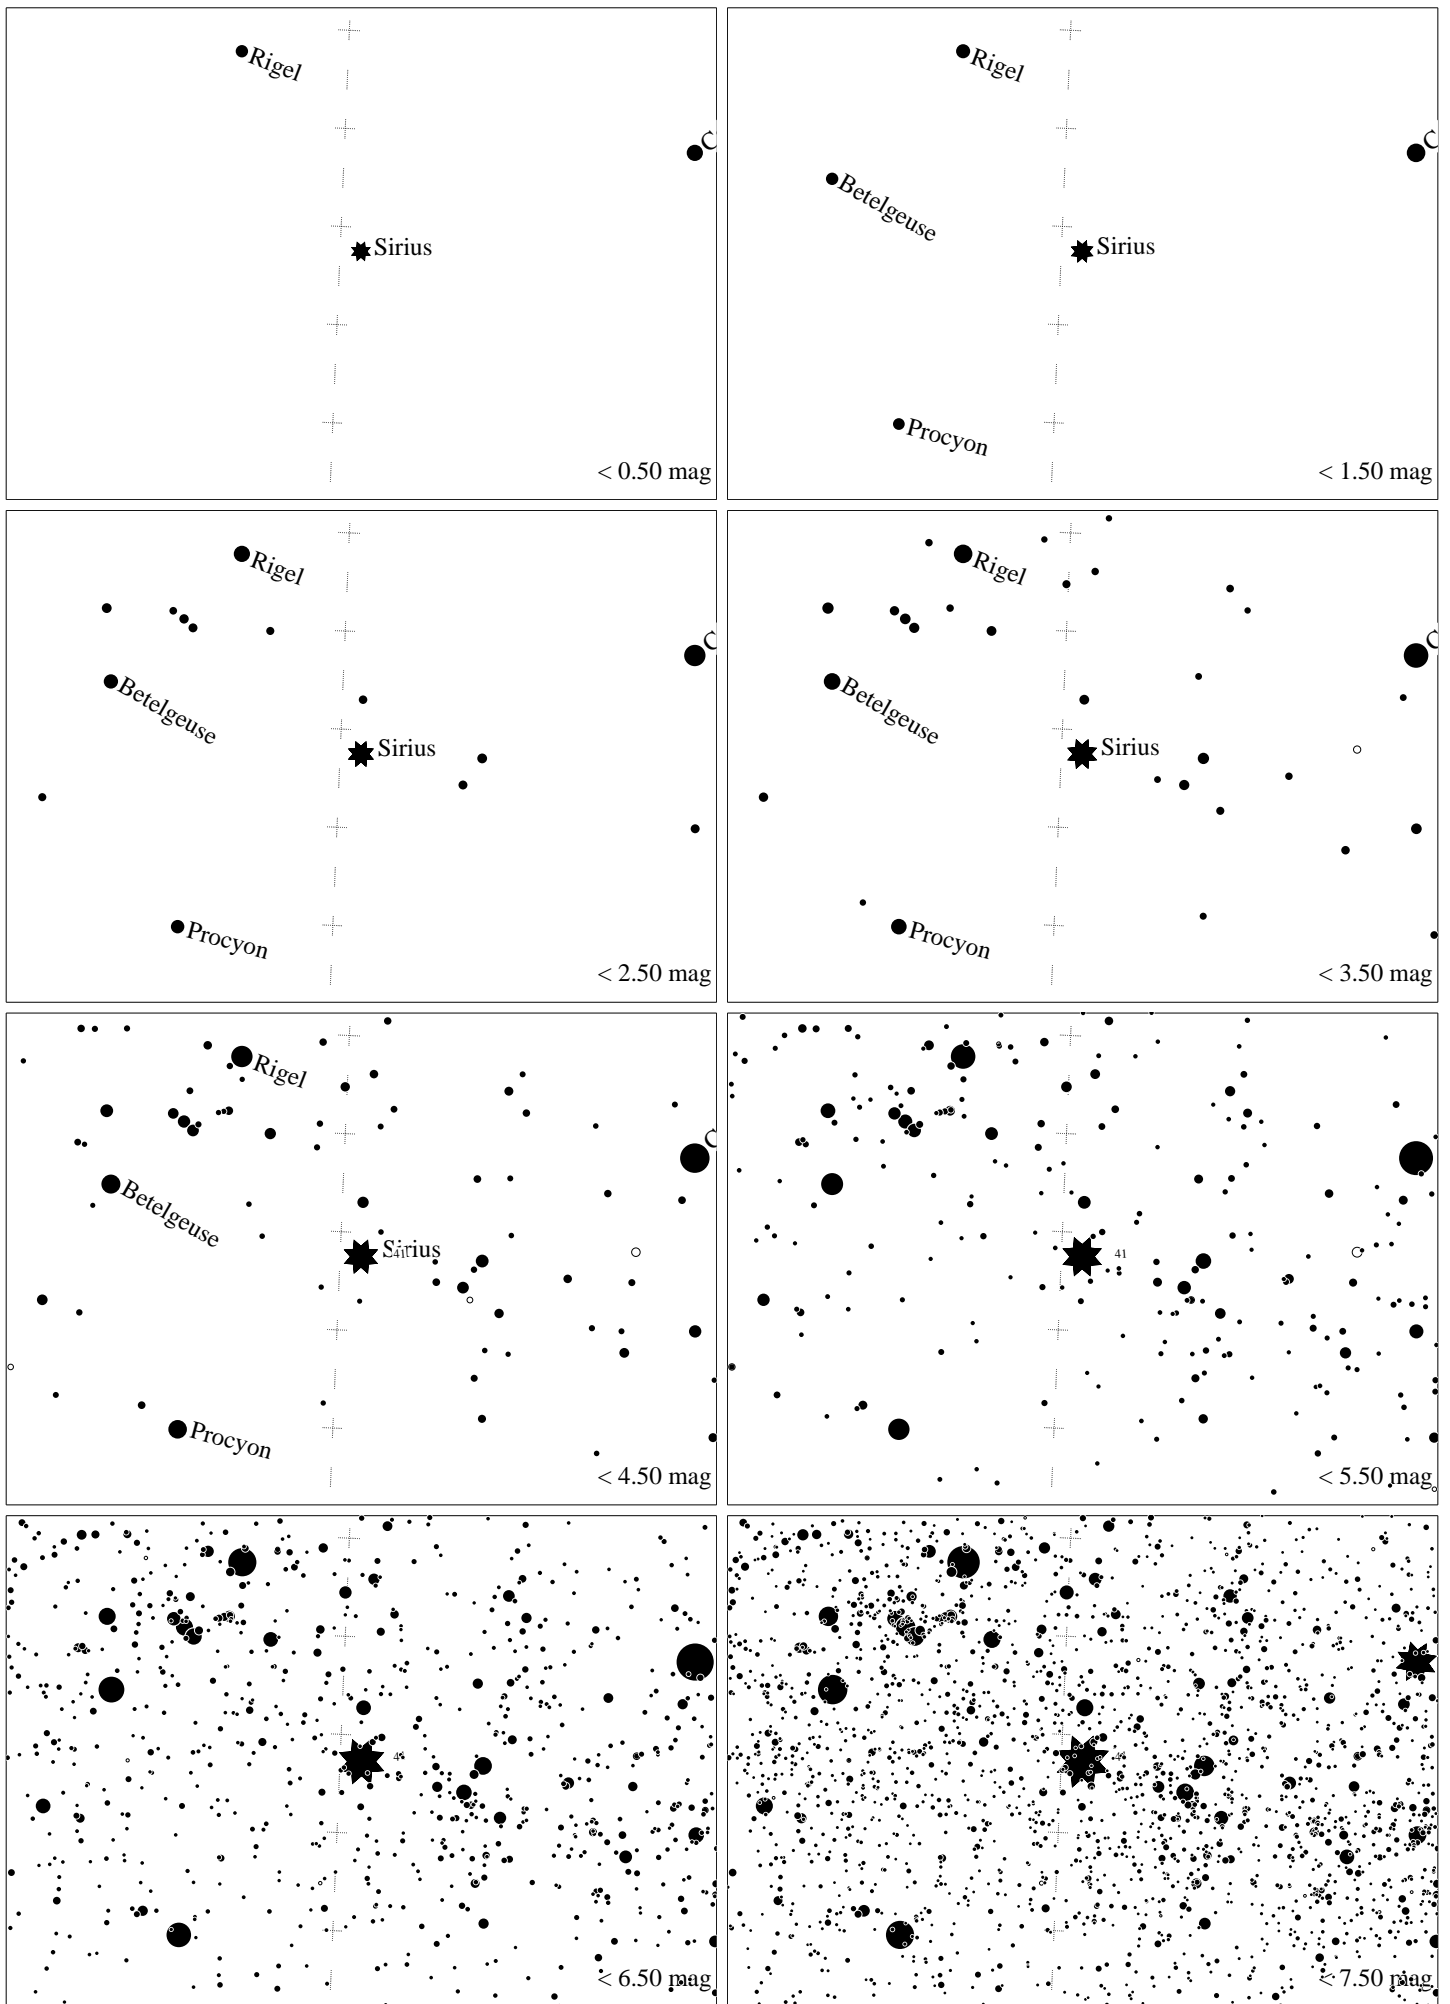 Rigel
C
Sirius
< 0.50 mag
Rigel
C
Betelgeuse
Sirius
Procyon
< 1.50 mag
Rigel
C
Betelgeuse
Sirius
Procyon
< 2.50 mag
Rigel
C
Betelgeuse
Sirius
Procyon
< 3.50 mag
Rigel
C
Betelgeuse
Sirius
41
Procyon
< 4.50 mag
41
< 5.50 mag
< 6.50 mag
< 7.50 mag